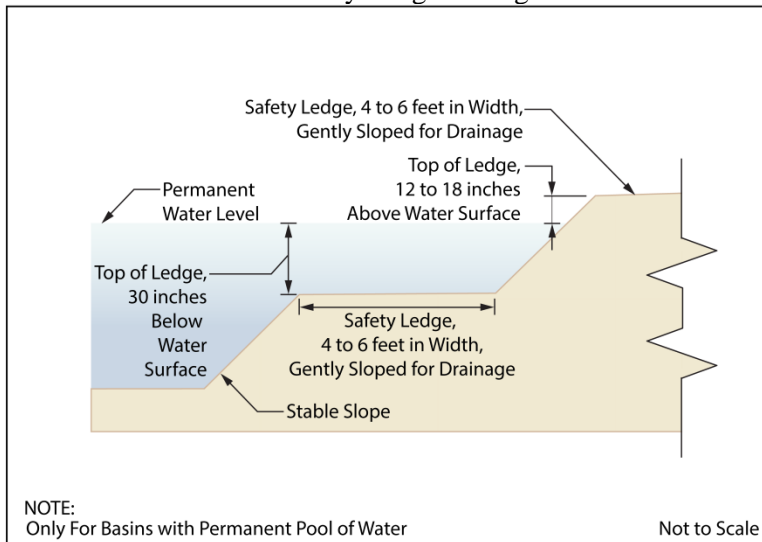 Safety Ledge, 4 to 6 feet in Width,
Gently Sloped for Drainage
Top of Ledge,
12 to 18 inches
Above Water Surface
Permanent
Water Level
Top of Ledge,
30 inches
Below
Water
Surface
Safety Ledge,
4 to 6 feet in Width,
Gently Sloped for Drainage
Stable Slope
NOTE:
Only For Basins with Permanent Pool of Water
Not to Scale